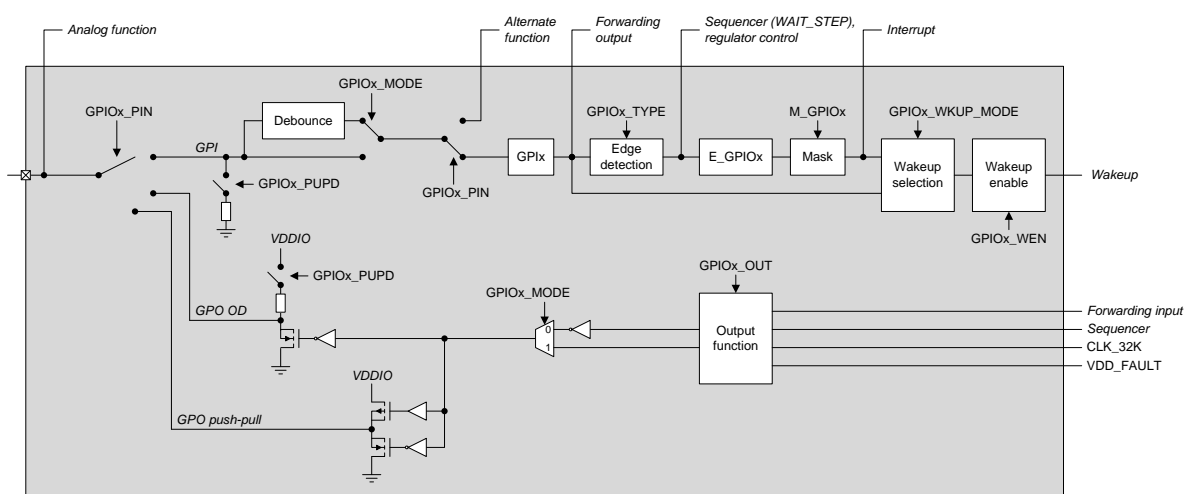 Analog function
Alternate
function
Forwarding
output
Sequencer (WAIT_STEP),
regulator control
Interrupt
GPIOx_PIN
GPIOx_MODE
Debounce
GPI
GPIOx_PUPD
GPIOx_PIN
GPIx
GPIOx_TYPE
Edge
detection
E_GPIOx
M_GPIOx
Mask
GPIOx_WKUP_MODE
Wakeup
selection
Wakeup
enable
Wakeup
GPIOx_WEN
VDDIO
GPIOx_PUPD
GPO OD
GPIOx_MODE
0
1
GPIOx_OUT
Output
function
Forwarding input
Sequencer
CLK_32K
VDD_FAULT
VDDIO
GPO push-pull